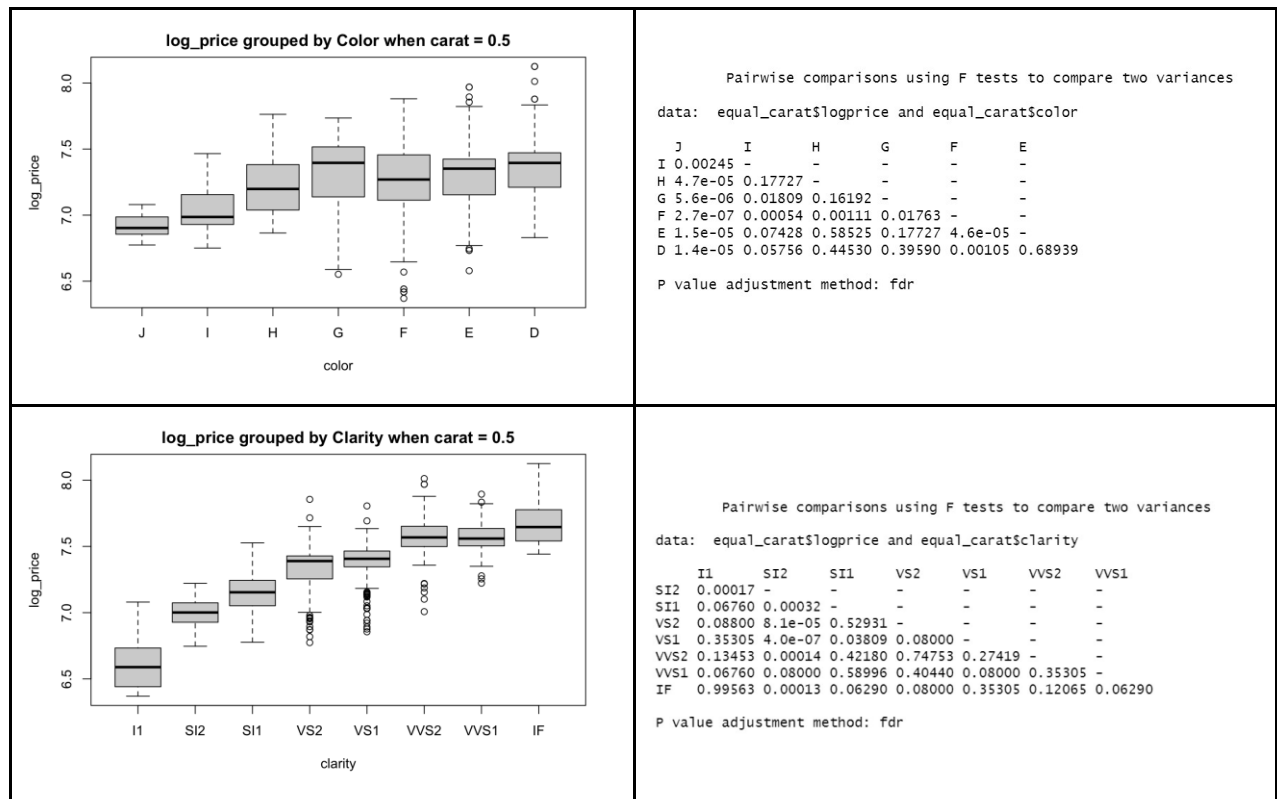 log_price grouped by Color when carat = 0.5
log_price
8.0
7.5
7.0
6.5
J I H G F E D
color
Pairwise comparisons using F tests to compare two variances
data: equal_carat$logprice and equal_carat$color
J I H G F E
I 0.00245 - - - - -
H 4.7e-05 0.17727 - - - -
G 5.6e-06 0.01809 0.16192 - - -
F 2.7e-07 0.00054 0.00111 0.01763 - -
E 1.5e-05 0.07428 0.58525 0.17727 4.6e-05 -
D 1.4e-05 0.05756 0.44530 0.39590 0.00105 0.68939
P value adjustment method: fdr
log_price grouped by Clarity when carat = 0.5
log_price
8.0
7.5
7.0
6.5
I1 SI2 SI1 VS2 VS1 VVS2 VVS1 IF
clarity
Pairwise comparisons using F tests to compare two variances
data: equal_carat$logprice and equal_carat$clarity
I1 SI2 SI1 VS2 VS1 VVS2 VVS1
SI2 0.00017 - - - - - -
SI1 0.06760 0.00032 - - - - -
VS2 0.08800 8.1e-05 0.52931 - - - -
VS1 0.35305 4.0e-07 0.03809 0.08000 - - -
VVS2 0.13453 0.00014 0.42180 0.74753 0.27419 - -
VVS1 0.06760 0.08000 0.58996 0.40440 0.08000 0.35305 -
IF 0.99563 0.00013 0.06290 0.08000 0.35305 0.12065 0.06290
P value adjustment method: fdr